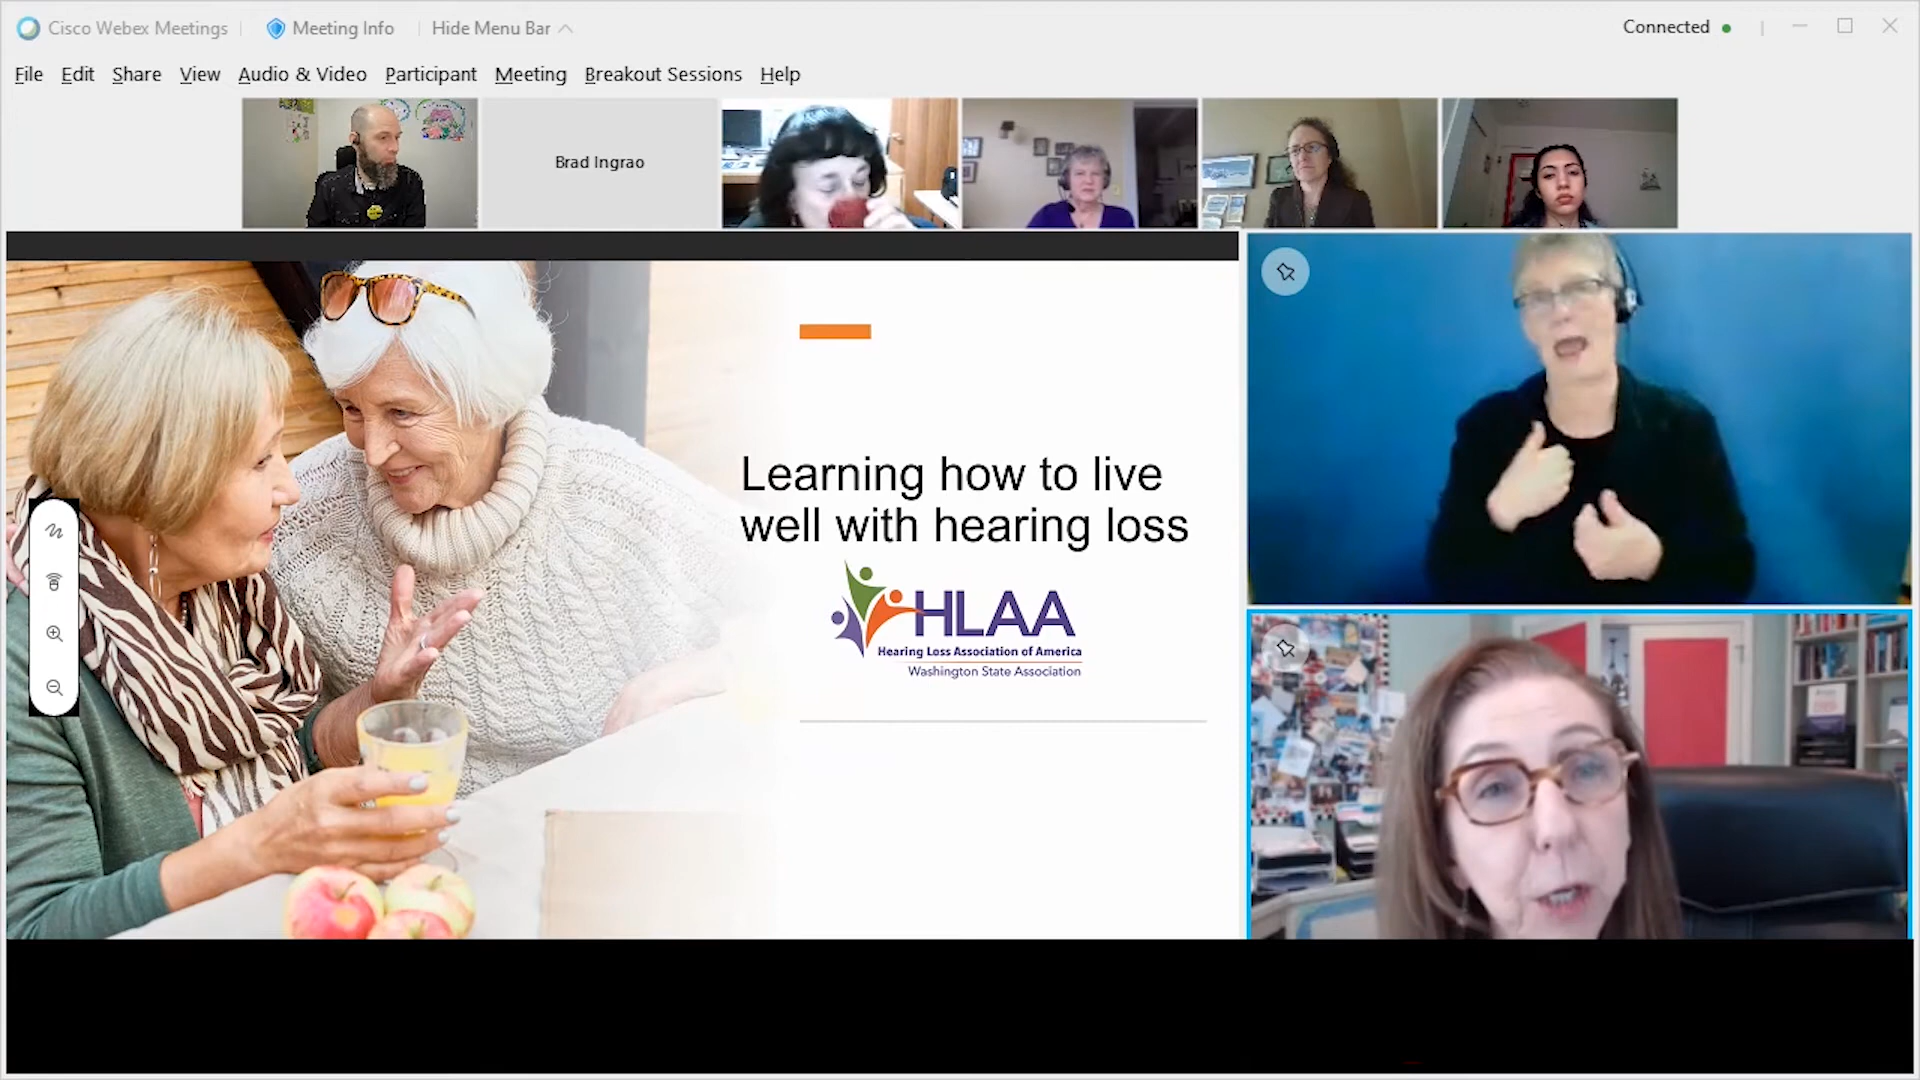 Cisco Webex Meetings
Meeting Info
Hide Menu Bar
Connected
File Edit Share View Audio & Video Participant Meeting Breakout Sessions Help
Brad Ingrao
Learning how to live
well with hearing loss
HLAA
Hearing Loss Association of America
Washington State Association